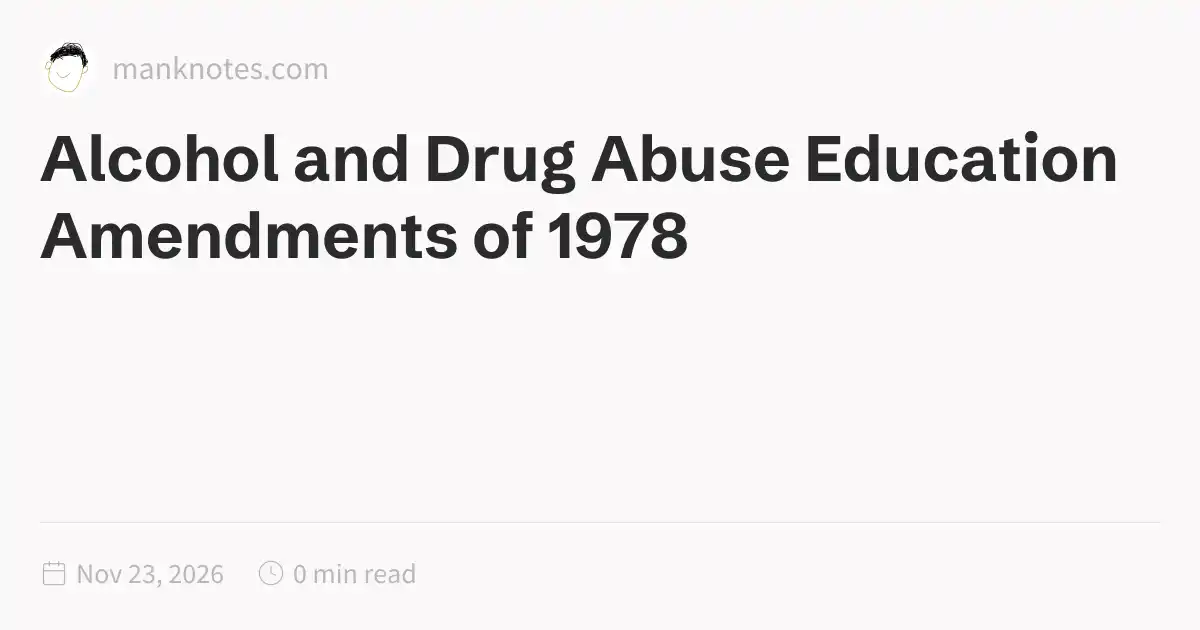 manknotes.com
Alcohol and Drug Abuse Education
Amendments of 1978
Nov 23, 2026 0 min read